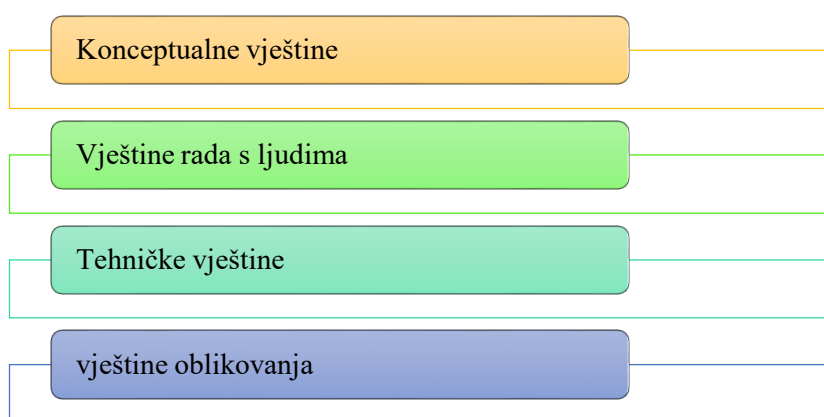 Konceptualne vještine
Vještine rada s ljudima
Tehničke vještine
vještine oblikovanja